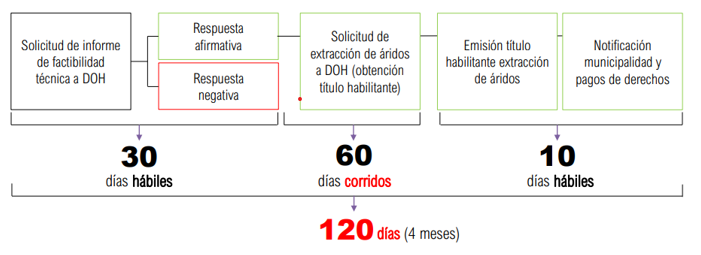 Solicitud de informe
de factibilidad
técnica a DOH
Respuesta
afirmativa
Respuesta
negativa
Solicitud de
extracción de áridos
a DOH (obtención
título habilitante)
Emisión título
habilitante extracción
de áridos
Notificación
municipalidad y
pagos de derechos
30
días hábiles
60
días corridos
10
días hábiles
120 días (4 meses)